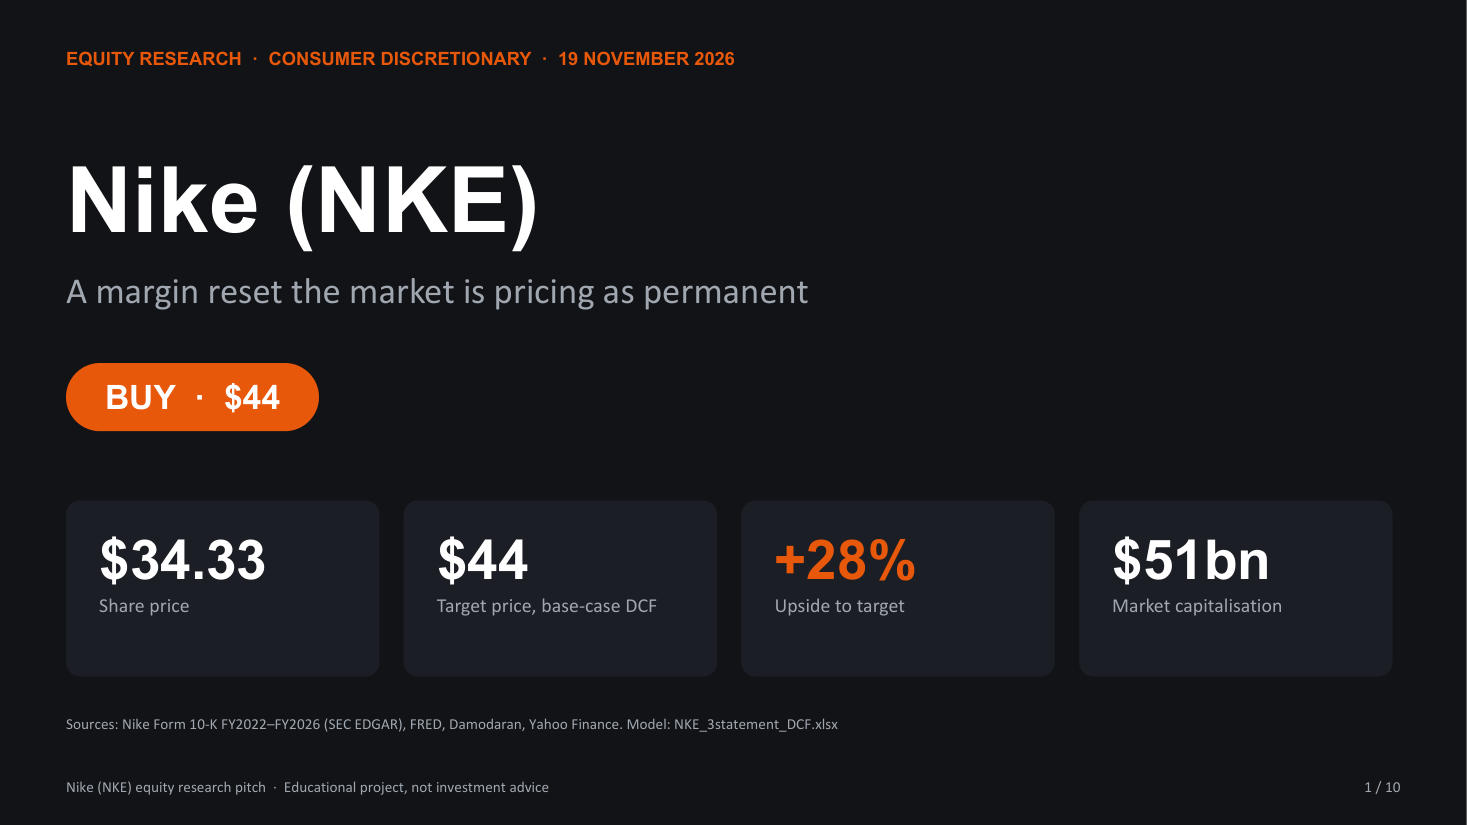 EQUITY RESEARCH · CONSUMER DISCRETIONARY · 19 NOVEMBER 2026
Nike (NKE)
A margin reset the market is pricing as permanent
BUY · $44
$34.33
Share price
$44
Target price, base-case DCF
+28%
Upside to target
$51bn
Market capitalisation
Sources: Nike Form 10-K FY2022–FY2026 (SEC EDGAR), FRED, Damodaran, Yahoo Finance. Model: NKE_3statement_DCF.xlsx
Nike (NKE) equity research pitch · Educational project, not investment advice
1 / 10